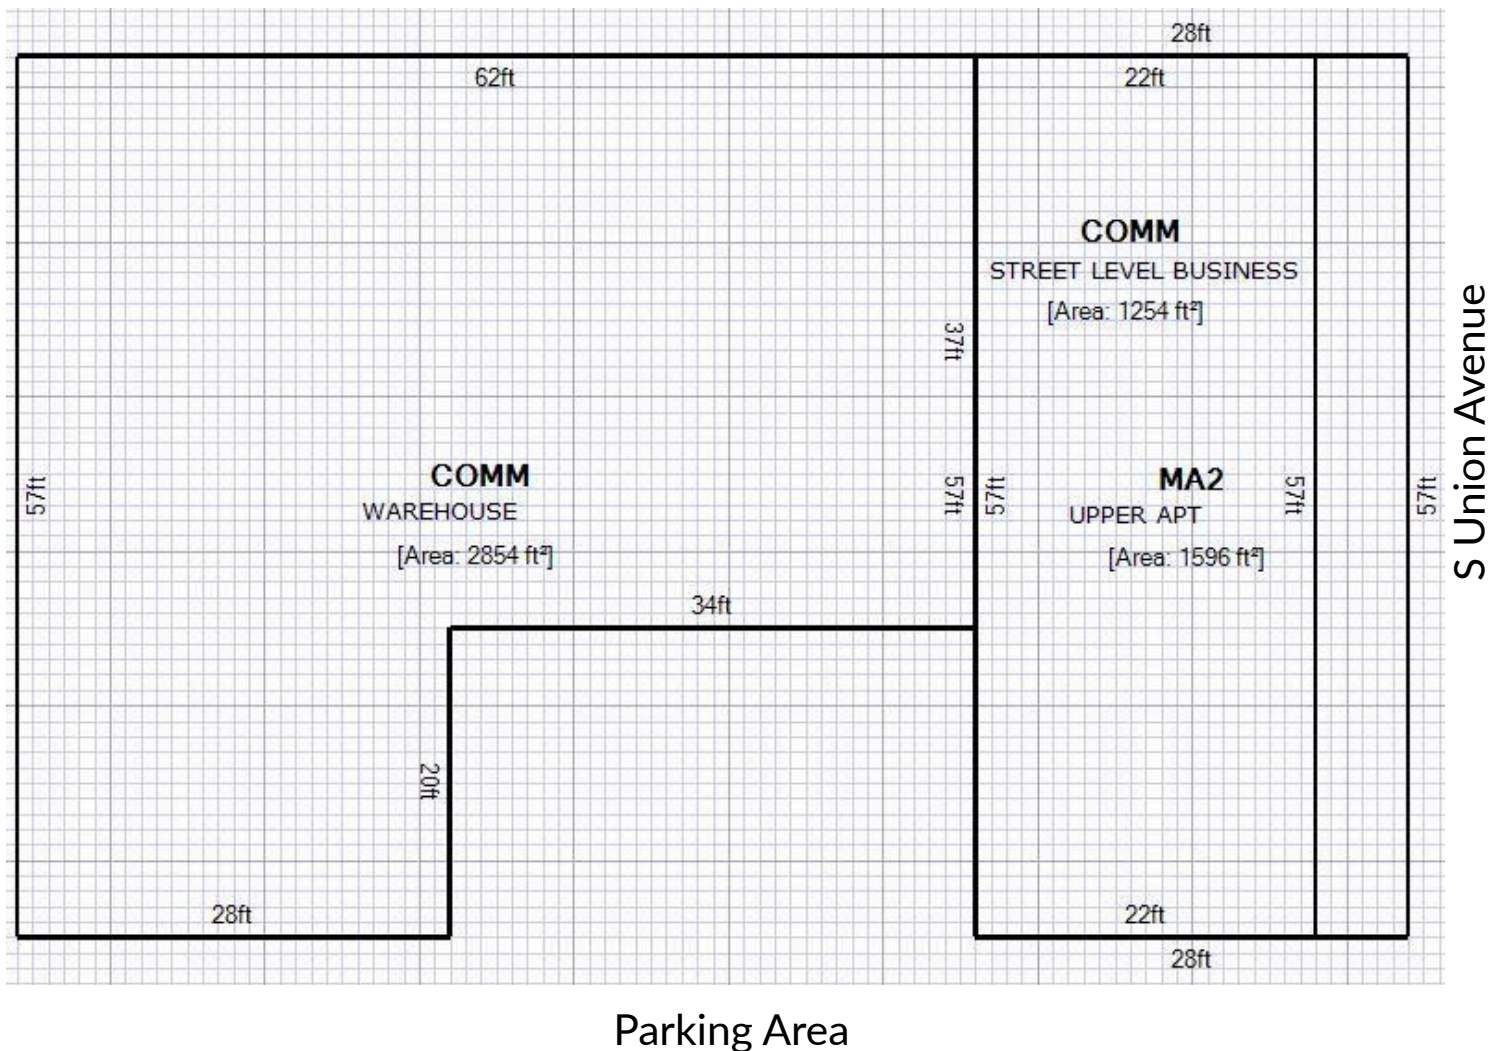 28ft
62ft
22ft
COMM
STREET LEVEL BUSINESS
[Area: 1254 ft²]
37ft
S Union Avenue
COMM
WAREHOUSE
[Area: 2854 ft²]
57ft
57ft
57ft
MA2
UPPER APT
[Area: 1596 ft²]
57ft
57ft
34ft
20ft
28ft
22ft
28ft
Parking Area